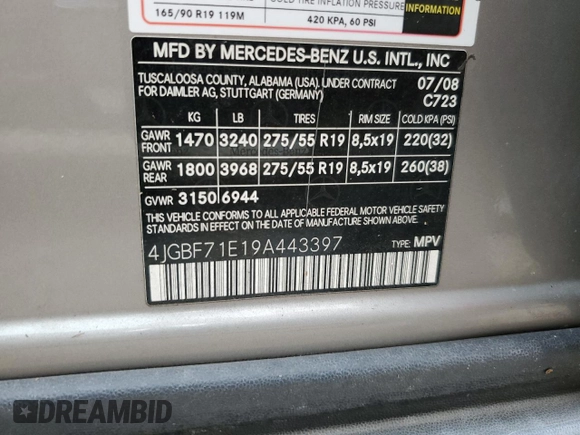 COLD TIRE INFLATION PRESSURE
165/90 R19 119M
420 KPA, 60 PSI
INFORMATION
MFD BY MERCEDES-BENZ U.S. INTL., INC
TUSCALOOSA COUNTY, ALABAMA (USA), UNDER CONTRACT
FOR DAIMLER AG, STUTTGART (GERMANY)
07/08
C723
KG LB TIRES RIM SIZE COLD KPA (PSI)
GAWR FRONT 1470 3240 275/55 R19 8,5x19 220(32)
GAWR REAR 1800 3968 275/55 R19 8,5x19 260(38)
GVWR 3150 6944
THIS VEHICLE CONFORMS TO ALL APPLICABLE FEDERAL MOTOR VEHICLE SAFETY
STANDARDS IN EFFECT ON THE DATE OF MANUFACTURE SHOWN ABOVE.
4JGBF71E19A443397 TYPE: MPV
DREAMBID